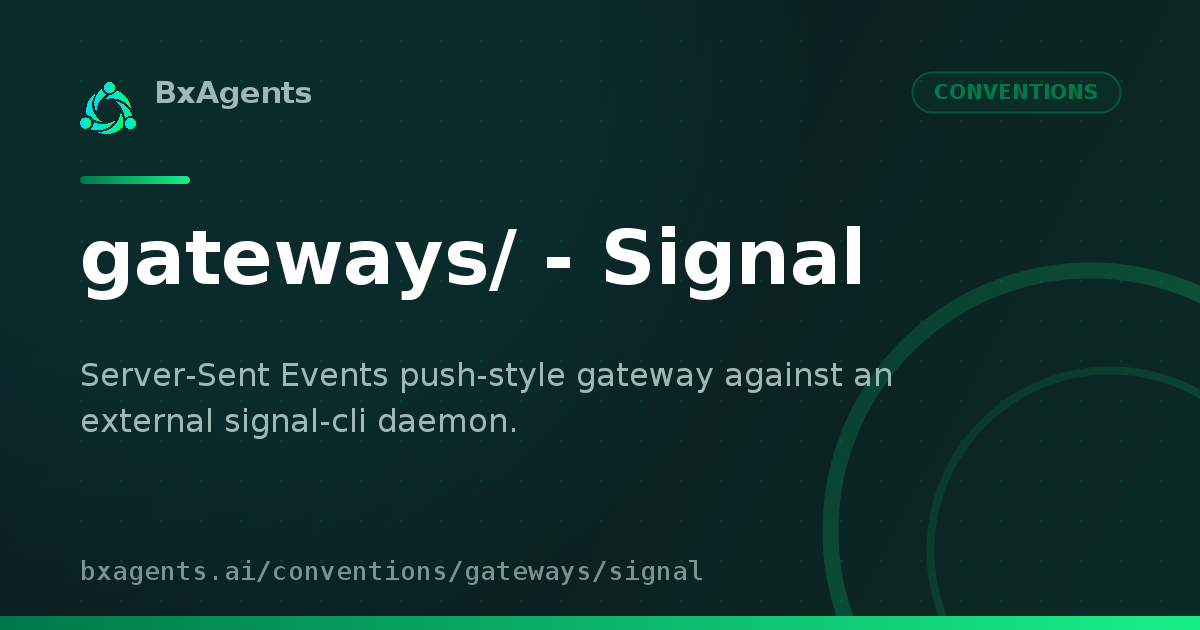 BxAgents
CONVENTIONS
gateways/ - Signal
Server-Sent Events push-style gateway against an
external signal-cli daemon.
bxagents.ai/conventions/gateways/signal